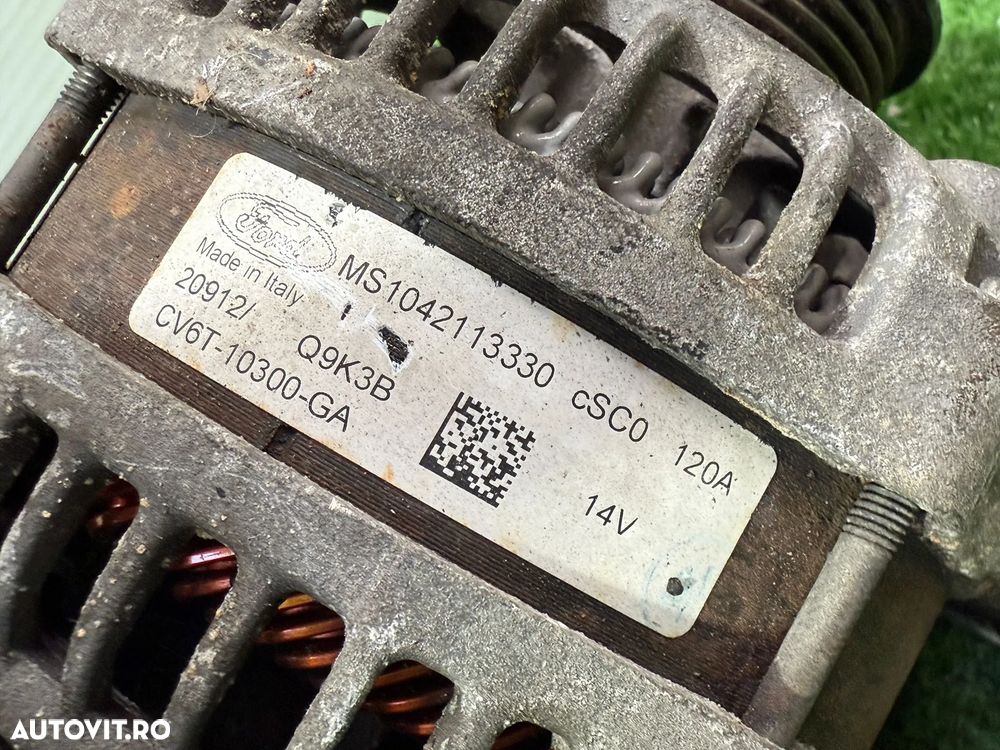 Ford
MS1042113330 cSC0 120A
Made in Italy
20912/ Q9K3B
CV6T-10300-GA
14V
AUTOVIT.RO